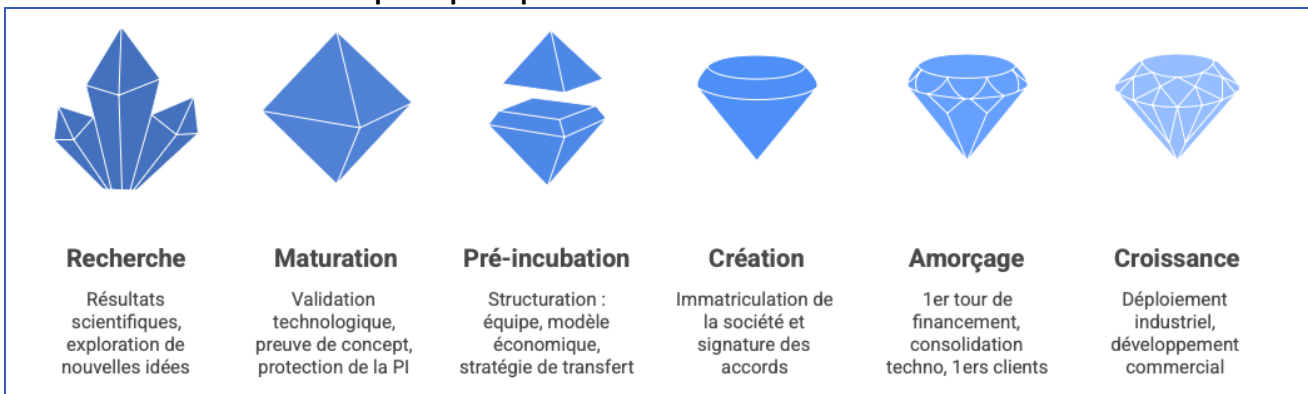 Recherche
Résultats
scientifiques,
exploration de
nouvelles idées
Maturation
Validation
technologique,
preuve de concept,
protection de la PI
Pré-incubation
Structuration :
équipe, modèle
économique,
stratégie de transfert
Création
Immatriculation de
la société et
signature des
accords
Amorçage
1er tour de
financement,
consolidation
techno, 1ers clients
Croissance
Déploiement
industriel,
développement
commercial